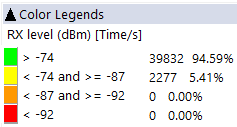 Color Legends
RX level (dBm) [Time/s]
> -74 39832 94.59%
< -74 and >= -87 2277 5.41%
< -87 and >= -92 0 0.00%
< -92 0 0.00%